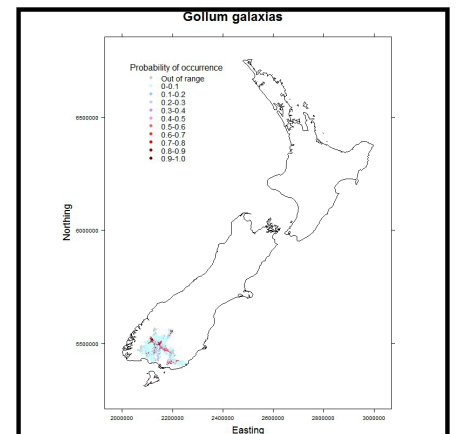 Gollum galaxias
Probability of occurrence
Out of range
0-0.1
0.1-0.2
0.2-0.3
0.3-0.4
0.4-0.5
0.5-0.6
0.6-0.7
0.7-0.8
0.8-0.9
0.9-1.0
Northing
6500000
6000000
5500000
2000000 2200000 2400000 2600000 2800000 3000000
Easting